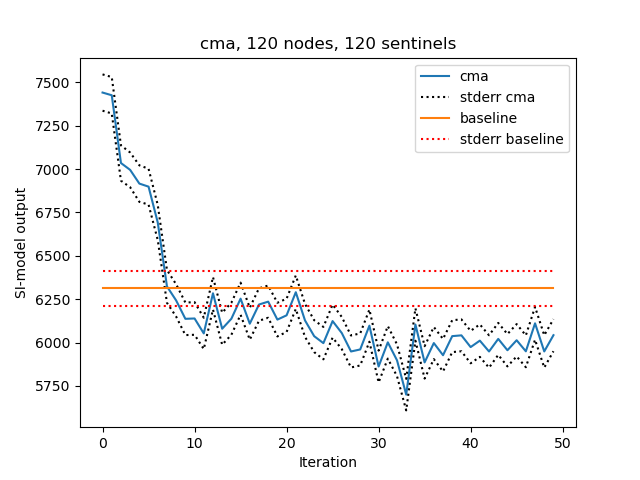 cma, 120 nodes, 120 sentinels
cma
stderr cma
baseline
stderr baseline
SI-model output
7500
7250
7000
6750
6500
6250
6000
5750
0 10 20 30 40 50
Iteration